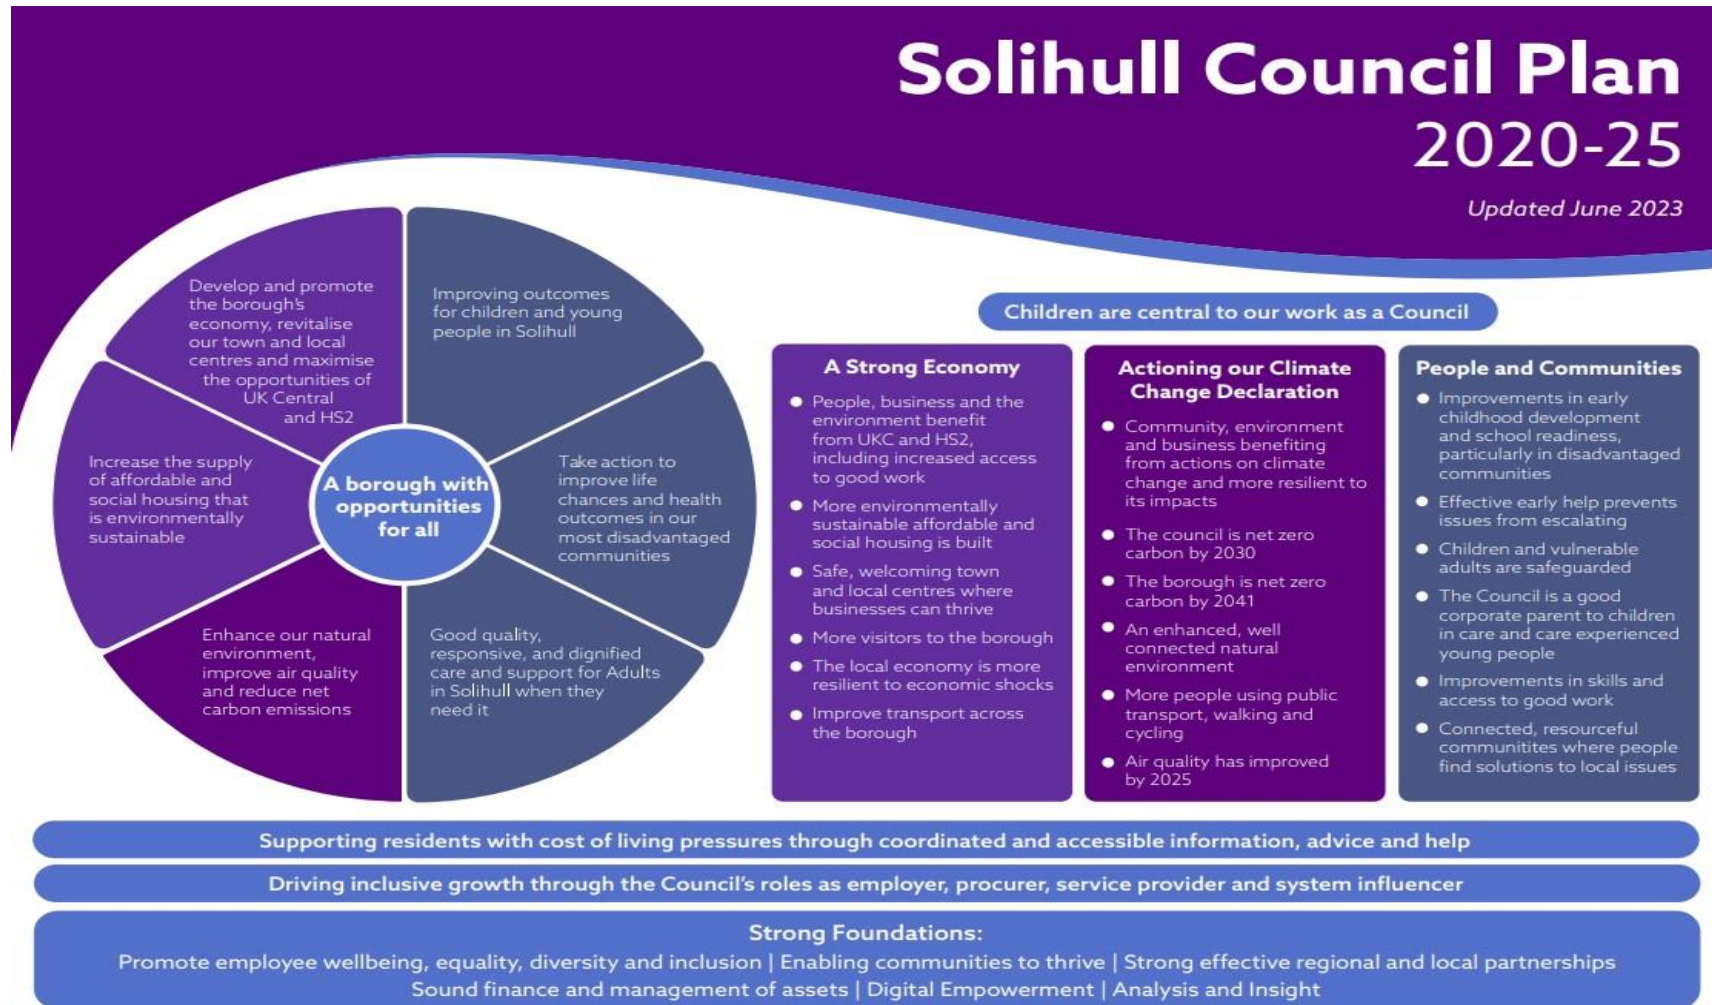 Solihull Council Plan
2020-25
Updated June 2023
Develop and promote
the borough's
economy, revitalise
our town and local
centres and maximise
the opportunities of
UK Central
and HS2
Improving outcomes
for children and young
people in Solihull
Increase the supply
of affordable and
social housing that
is environmentally
sustainable
A borough with
opportunities
for all
Take action to
improve life
chances and health
outcomes in our
most disadvantaged
communities
Enhance our natural
environment,
improve air quality
and reduce net
carbon emissions
Good quality,
responsive, and dignified
care and support for Adults
in Solihull when they
need it
Children are central to our work as a Council
A Strong Economy
People, business and the
environment benefit
from UKC and HS2,
including increased access
to good work
More environmentally
sustainable affordable and
social housing is built
Safe, welcoming town
and local centres where
businesses can thrive
More visitors to the borough
The local economy is more
resilient to economic shocks
Improve transport across
the borough
Actioning our Climate
Change Declaration
Community, environment
and business benefiting
from actions on climate
change and more resilient to
its impacts
The council is net zero
carbon by 2030
The borough is net zero
carbon by 2041
An enhanced, well
connected natural
environment
More people using public
transport, walking and
cycling
Air quality has improved
by 2025
People and Communities
Improvements in early
childhood development
and school readiness,
particularly in disadvantaged
communities
Effective early help prevents
issues from escalating
Children and vulnerable
adults are safeguarded
The Council is a good
corporate parent to children
in care and care experienced
young people
Improvements in skills and
access to good work
Connected, resourceful
communitites where people
find solutions to local issues
Supporting residents with cost of living pressures through coordinated and accessible information, advice and help
Driving inclusive growth through the Council's roles as employer, procurer, service provider and system influencer
Strong Foundations:
Promote employee wellbeing, equality, diversity and inclusion | Enabling communities to thrive | Strong effective regional and local partnerships
Sound finance and management of assets | Digital Empowerment | Analysis and Insight